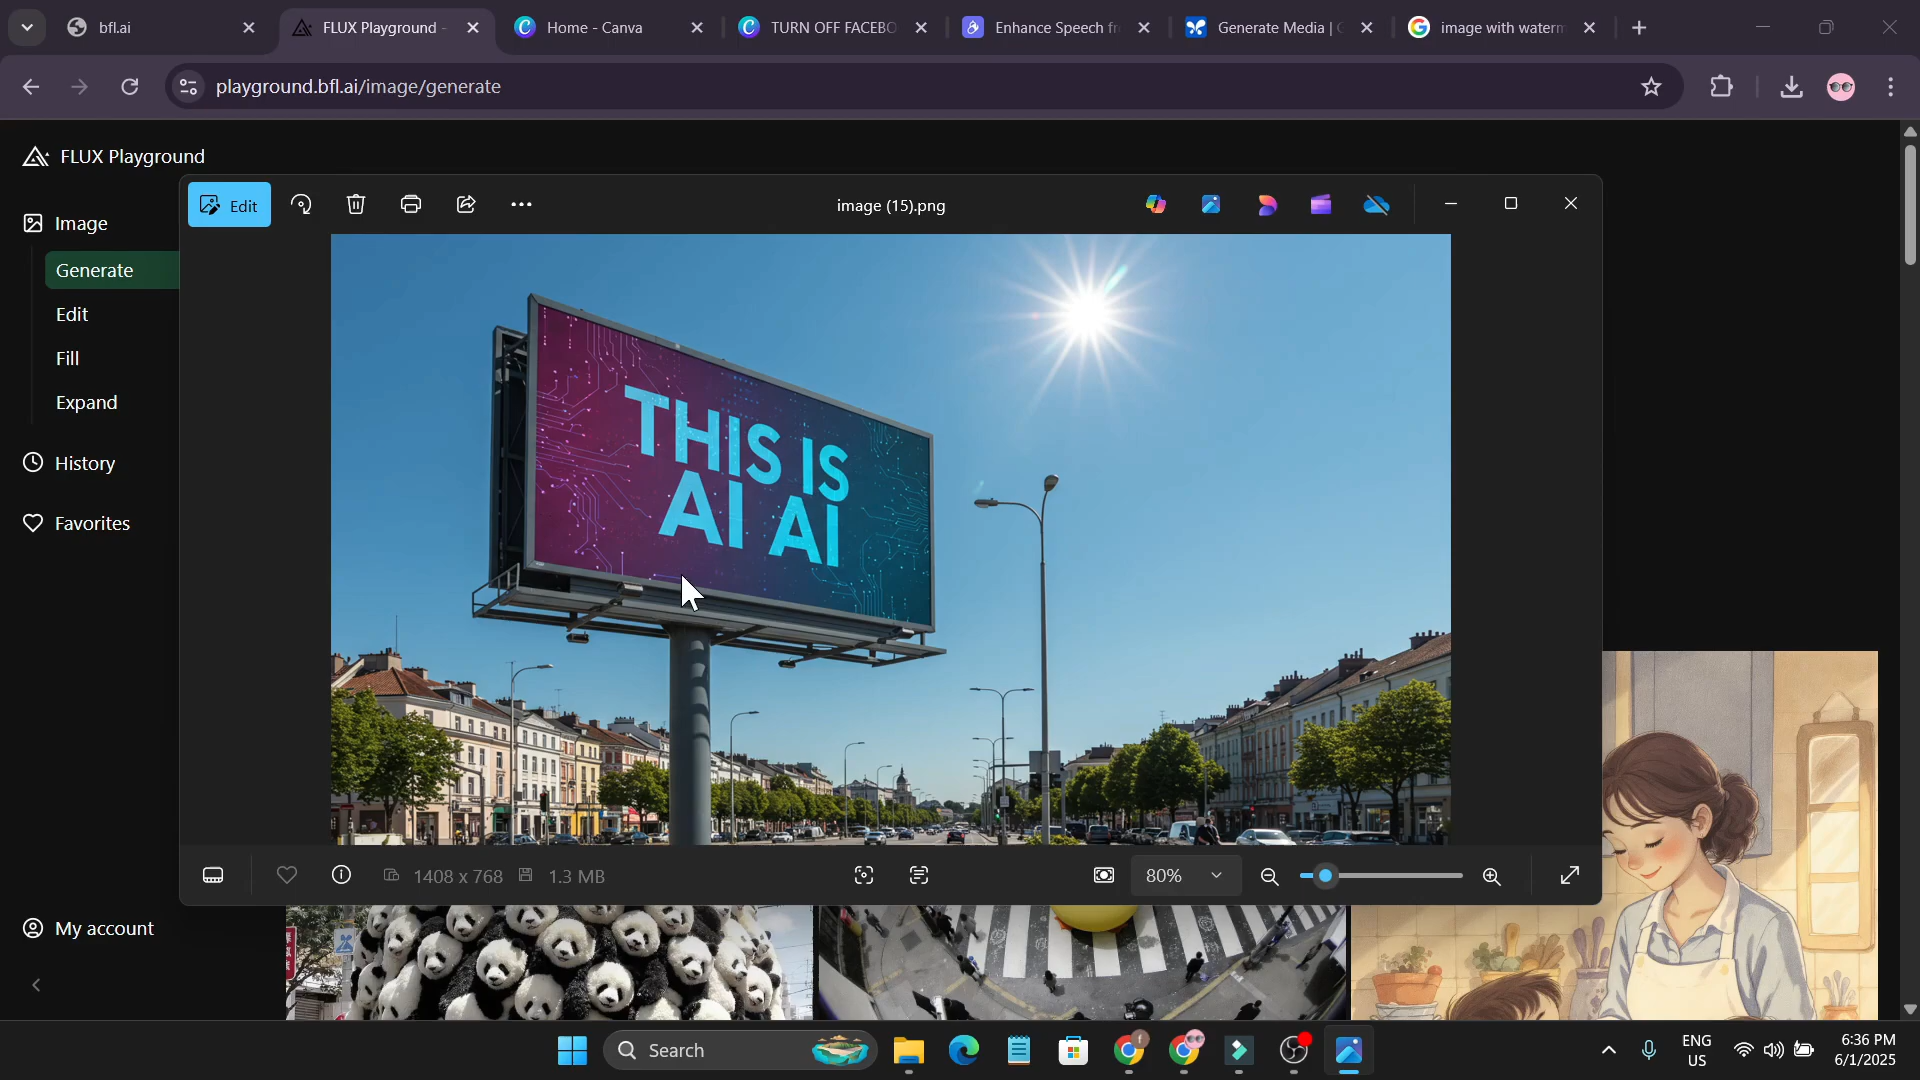 bfl.ai
FLUX Playground -
Home - Canva
TURN OFF FACEBO
Enhance Speech fr
Generate Media |
image with watern
playground.bfl.ai/image/generate
FLUX Playground
Image
Generate
Edit
Fill
Expand
History
Favorites
My account
Edit
image (15).png
THIS IS
AI AI
1408 x 768
1.3 MB
80%
Search
ENG
US
6:36 PM
6/1/2025